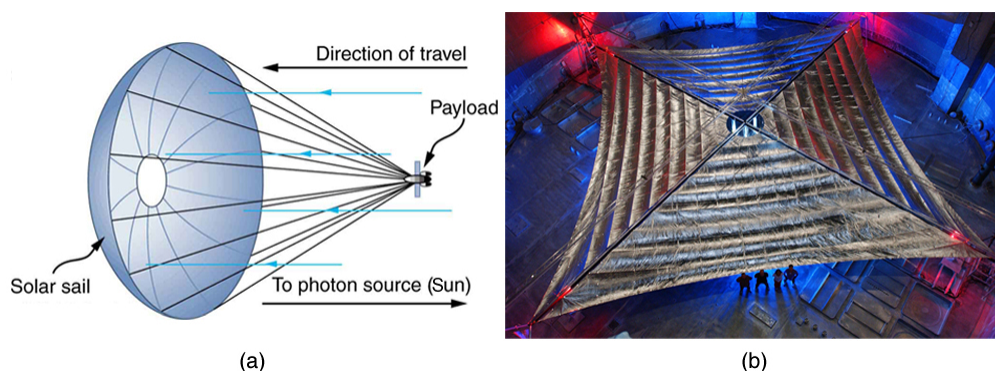 Direction of travel
Payload
Solar sail
To photon source (Sun)
(a)
(b)